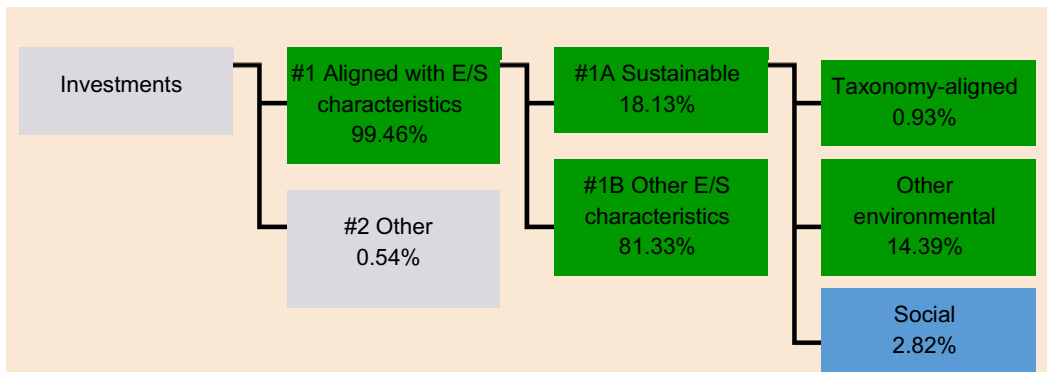 Investments
#1 Aligned with E/S
characteristics
99.46%
#2 Other
0.54%
#1A Sustainable
18.13%
#1B Other E/S
characteristics
81.33%
Taxonomy-aligned
0.93%
Other
environmental
14.39%
Social
2.82%